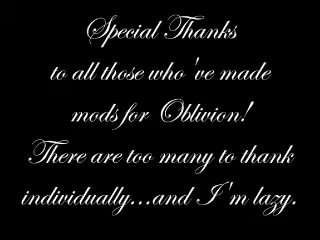 Special Thanks
to all those who've made
mods for Oblivion!
There are too many to thank
individually...and I'm lazy.